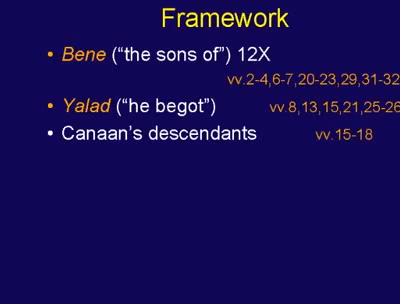 Framework
• Bene (“the sons of”) 12X
vv.2-4,6-7,20-23,29,31-32
• Yalad (“he begot”) vv.8,13,15,21,25-26
• Canaan’s descendants vv.15-18